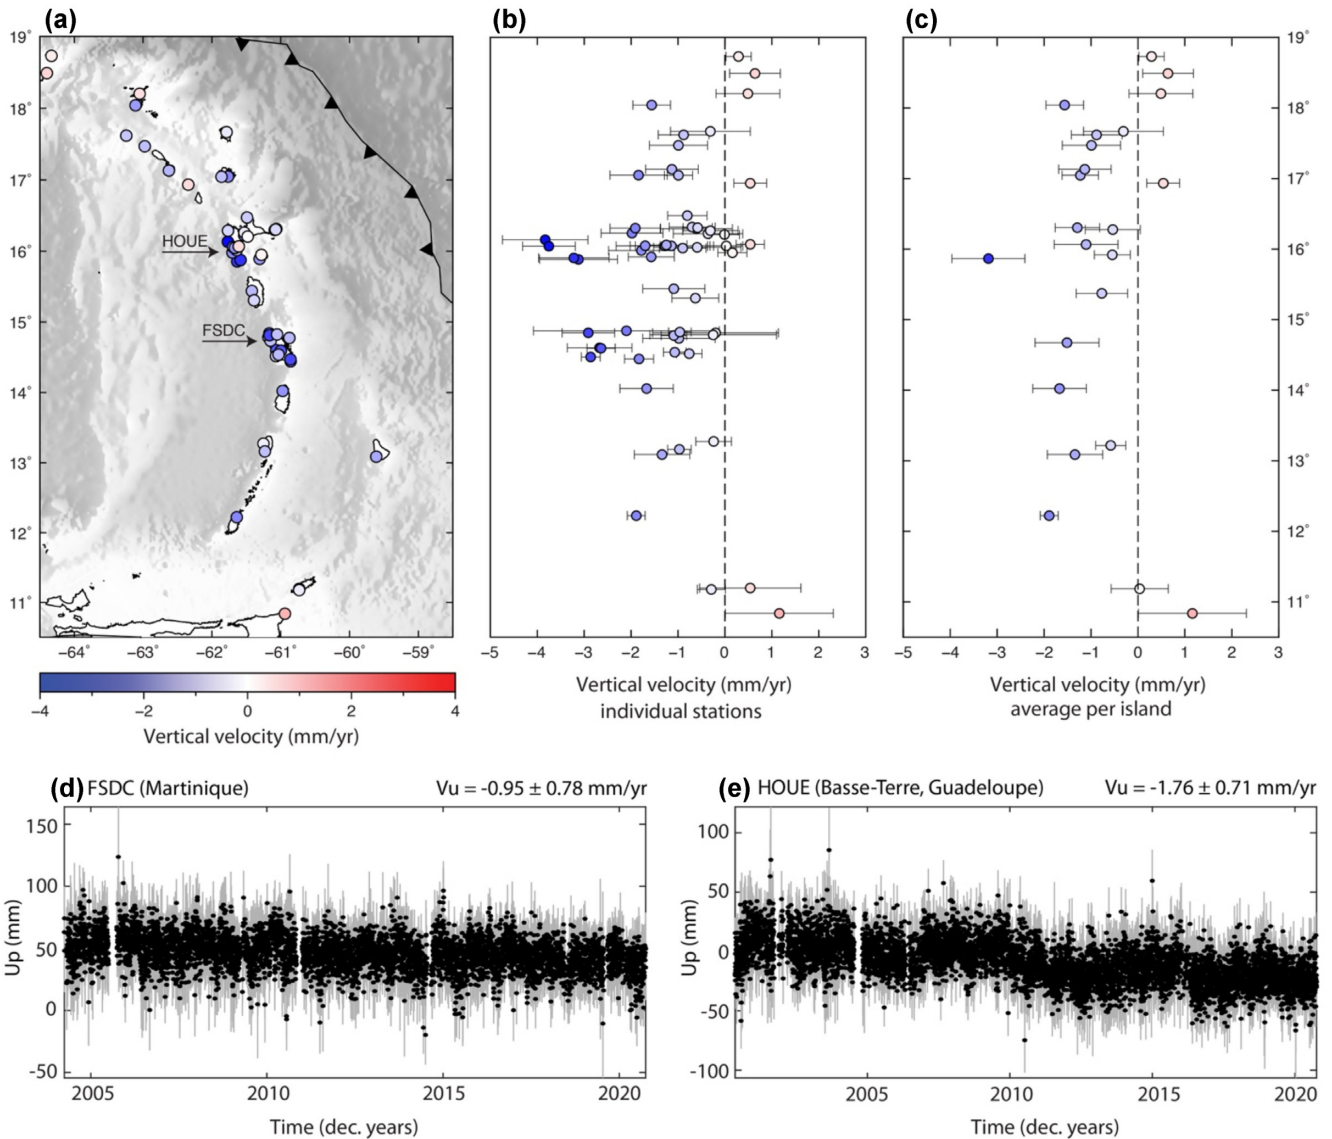 (a)
(b)
(c)
19°
18°
17°
16°
15°
14°
13°
12°
11°
HOUE
FSDC
19°
18°
17°
16°
15°
14°
13°
12°
11°
−64° −63° −62° −61° −60° −59°
−5 −4 −3 −2 −1 0 1 2 3
−5 −4 −3 −2 −1 0 1 2 3
−4 −2 0 2 4
Vertical velocity (mm/yr)
Vertical velocity (mm/yr)
individual stations
Vertical velocity (mm/yr)
average per island
(d) FSDC (Martinique) Vu = -0.95 ± 0.78 mm/yr
150
100
50
0
-50
Up (mm)
2005 2010 2015 2020
Time (dec. years)
(e) HOUE (Basse-Terre, Guadeloupe) Vu = -1.76 ± 0.71 mm/yr
100
50
0
-50
-100
Up (mm)
2005 2010 2015 2020
Time (dec. years)